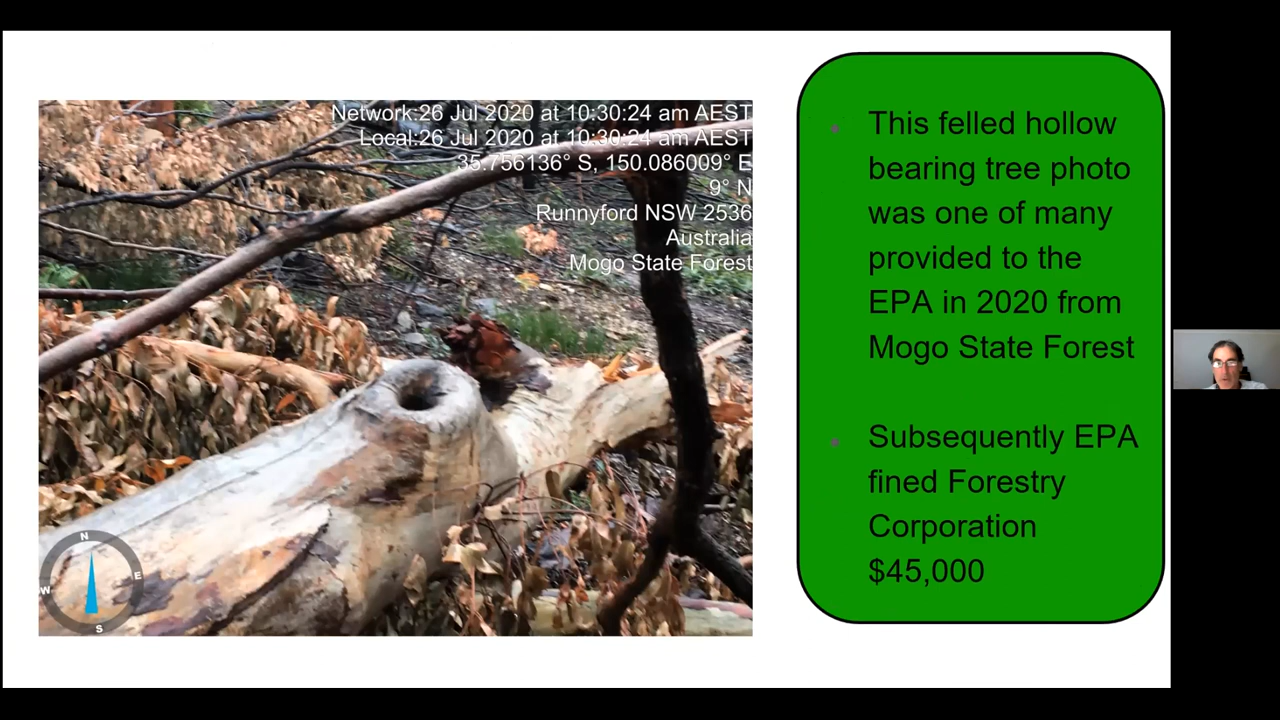 Network:26 Jul 2020 at 10:30:24 am AEST
Local:26 Jul 2020 at 10:30:24 am AEST
35.756136° S, 150.086009° E
9° N
Runnyford NSW 2536
Australia
Mogo State Forest
N
W
E
S
This felled hollow
bearing tree photo
was one of many
provided to the
EPA in 2020 from
Mogo State Forest
Subsequently EPA
fined Forestry
Corporation
$45,000